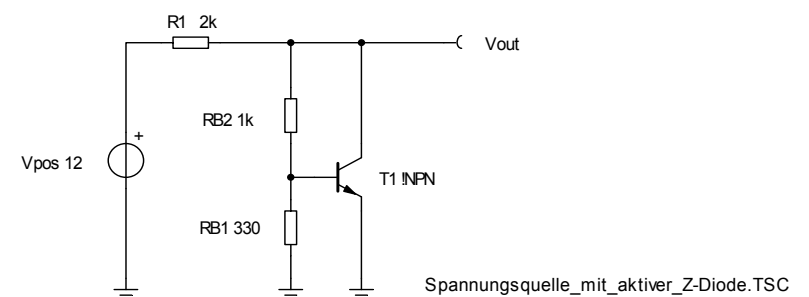 R1 2k
Vout
RB2 1k
+
Vpos 12
T1 !NPN
RB1 330
Spannungsquelle_mit_aktiver_Z-Diode.TSC